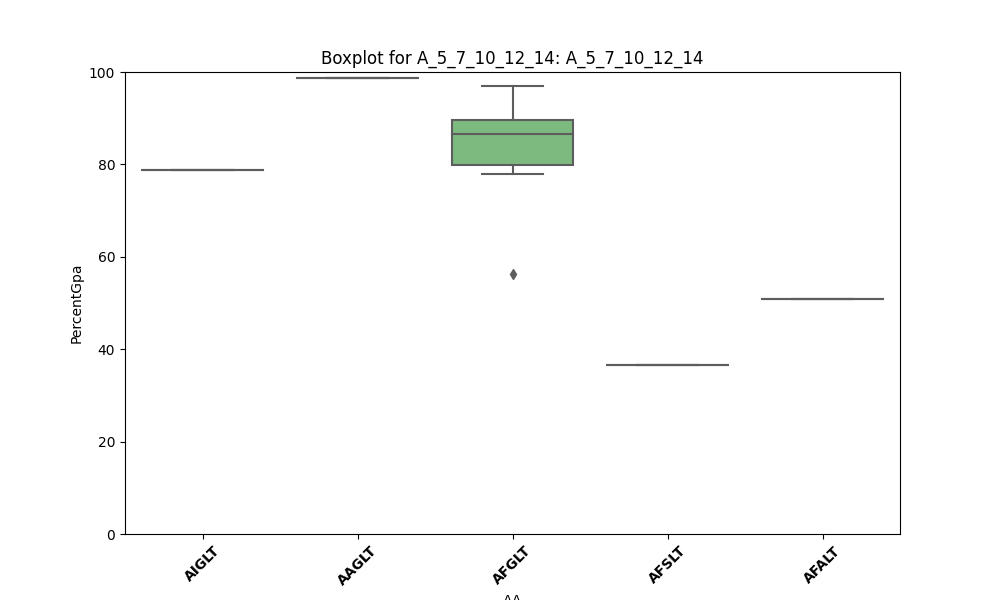 Boxplot for A_5_7_10_12_14: A_5_7_10_12_14
100
80
60
40
20
0
PercentGpa
AIGLT
AAGLT
AFGLT
AFSLT
AFALT
AA